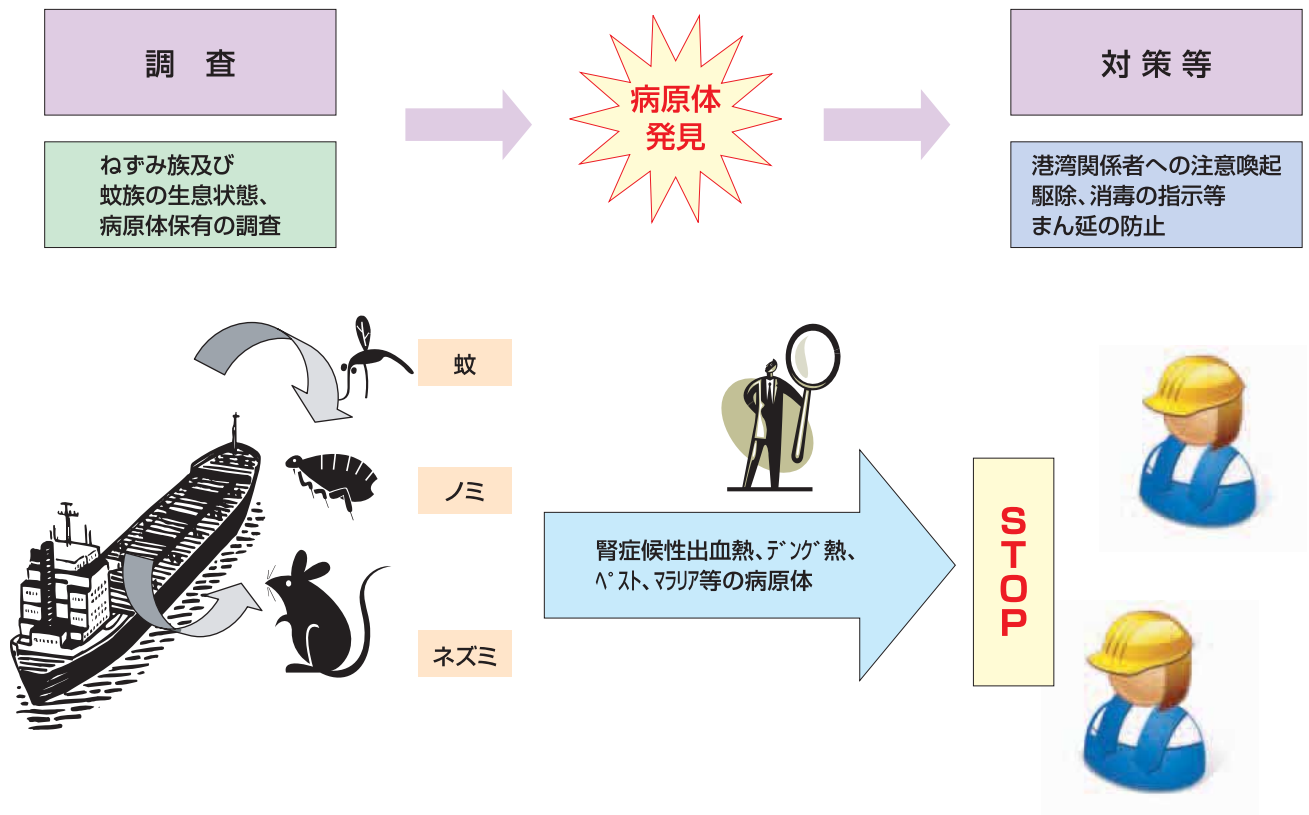 調　査
病原体
発見
対策等
ねずみ族及び
蚊族の生息状態、
病原体保有の調査
港湾関係者への注意喚起
駆除、消毒の指示等
まん延の防止
蚊
ノミ
ネズミ
腎症候性出血熱、ﾃﾞﾝｸﾞ熱、
ﾍﾟｽﾄ、ﾏﾗﾘｱ等の病原体
STOP